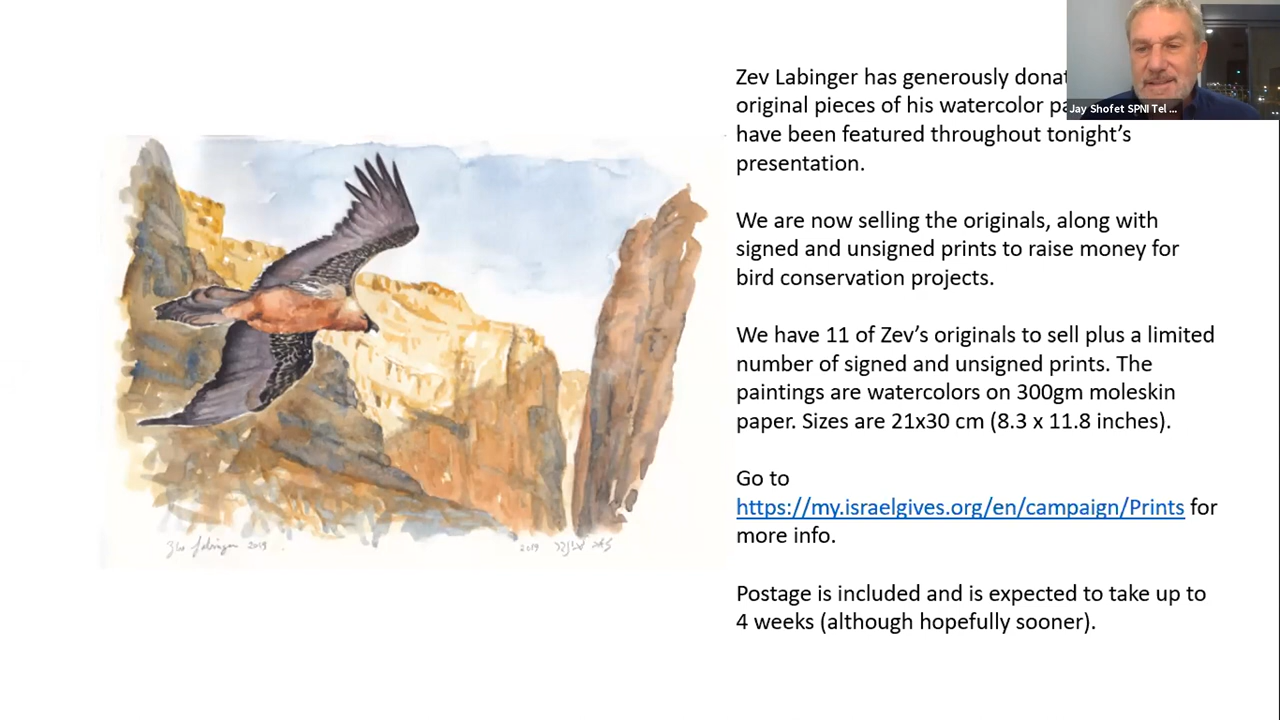 Zev Labinger has generously
original pieces of his watercolor
have been featured throughout tonight’s
presentation.
We are now selling the originals, along with
signed and unsigned prints to raise money for
bird conservation projects.
We have 11 of Zev’s originals to sell plus a limited
number of signed and unsigned prints. The
paintings are watercolors on 300gm moleskin
paper. Sizes are 21x30 cm (8.3 x 11.8 inches).
Go to
https://my.israelgives.org/en/campaign/Prints for
more info.
Postage is included and is expected to take up to
4 weeks (although hopefully sooner).
Jay Shofet SPNI Tel ...
Zev Labinger 2019
2019